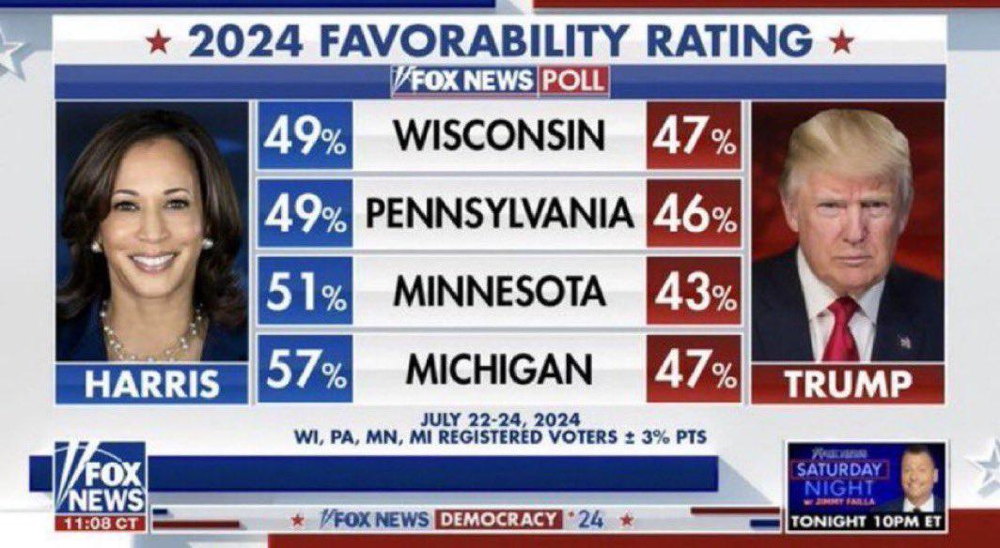 2024 FAVORABILITY RATING
FOX NEWS POLL
49% WISCONSIN 47%
49% PENNSYLVANIA 46%
51% MINNESOTA 43%
57% MICHIGAN 47%
HARRIS
TRUMP
JULY 22-24, 2024
WI, PA, MN, MI REGISTERED VOTERS ± 3% PTS
FOX
NEWS
11:08 CT
FOX NEWS DEMOCRACY '24
SATURDAY
NIGHT
W/ JIMMY FAILLA
TONIGHT 10PM ET